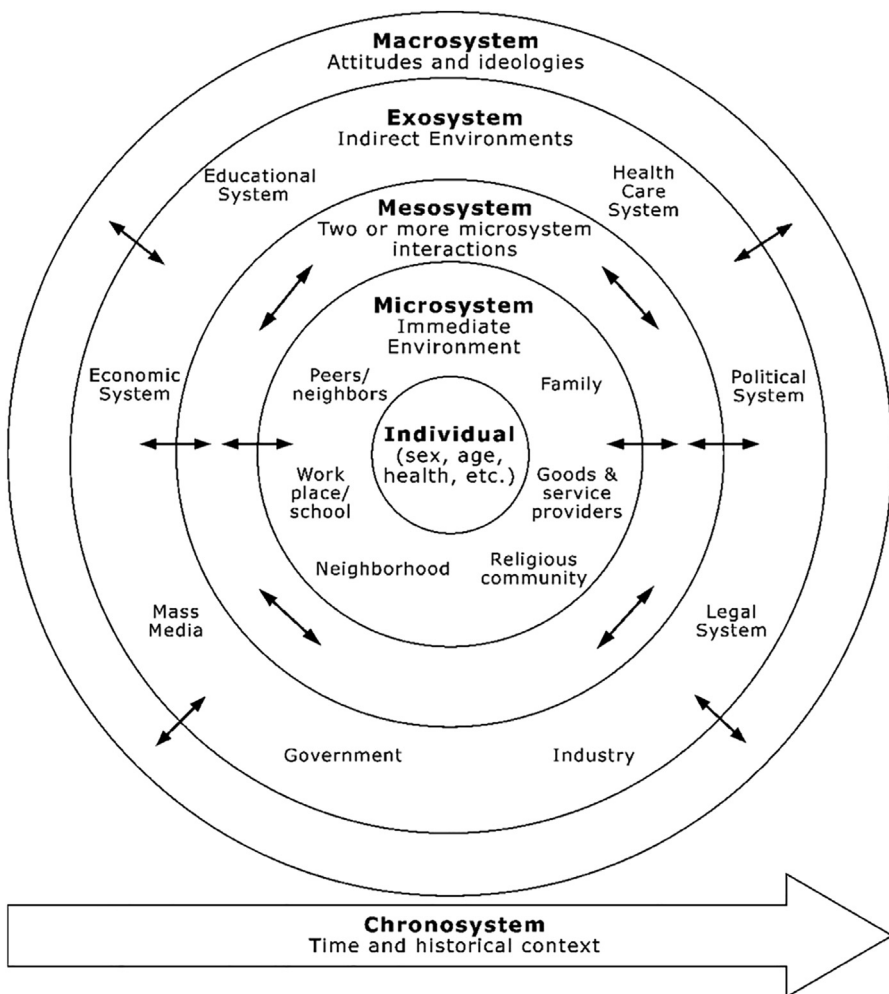 Macrosystem
Attitudes and ideologies
Exosystem
Indirect Environments
Educational
System
Health
Care
System
Mesosystem
Two or more microsystem
interactions
Microsystem
Immediate
Environment
Economic
System
Peers/
neighbors
Family
Political
System
Individual
(sex, age,
health, etc.)
Work
place/
school
Goods &
service
providers
Neighborhood
Religious
community
Mass
Media
Legal
System
Government
Industry
Chronosystem
Time and historical context